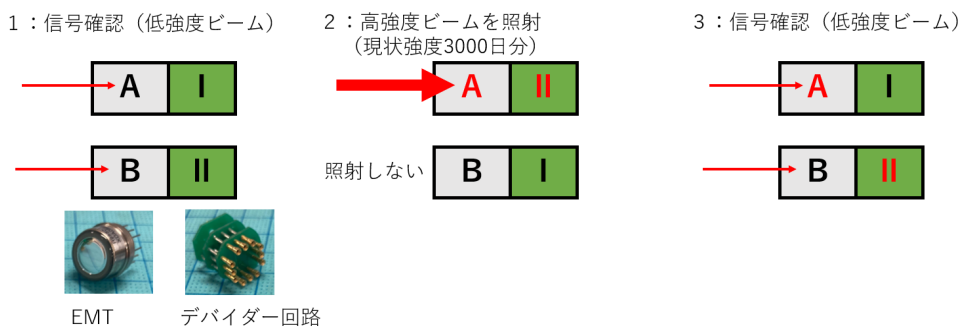 1：信号確認（低強度ビーム）
2：高強度ビームを照射
（現状強度3000日分）
3：信号確認（低強度ビーム）
A I
A II
A I
B II
照射しない B I
B II
EMT
デバイダー回路